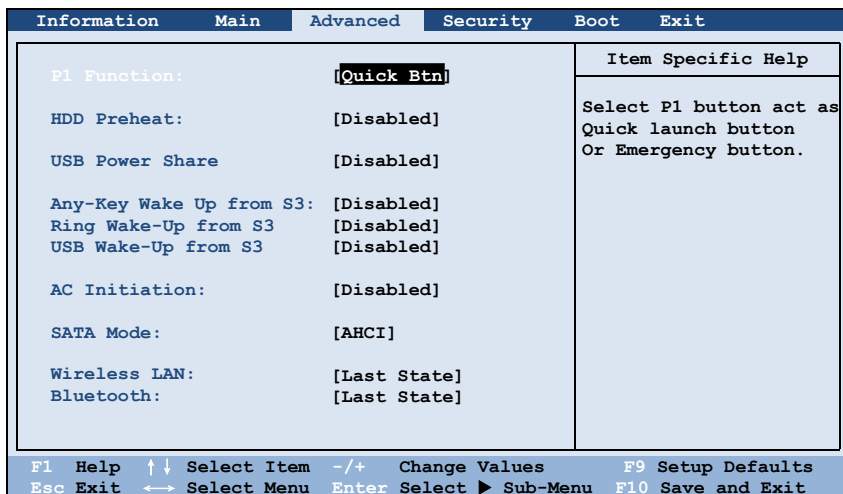 Information Main Advanced Security Boot Exit
P1 Function: [Quick Btn]
HDD Preheat: [Disabled]
USB Power Share [Disabled]
Any-Key Wake Up from S3: [Disabled]
Ring Wake-Up from S3 [Disabled]
USB Wake-Up from S3 [Disabled]
AC Initiation: [Disabled]
SATA Mode: [AHCI]
Wireless LAN: [Last State]
Bluetooth: [Last State]
Item Specific Help
Select P1 button act as
Quick launch button
Or Emergency button.
F1 Help ↑↓ Select Item -/+ Change Values F9 Setup Defaults
Esc Exit ←→ Select Menu Enter Select ▶ Sub-Menu F10 Save and Exit